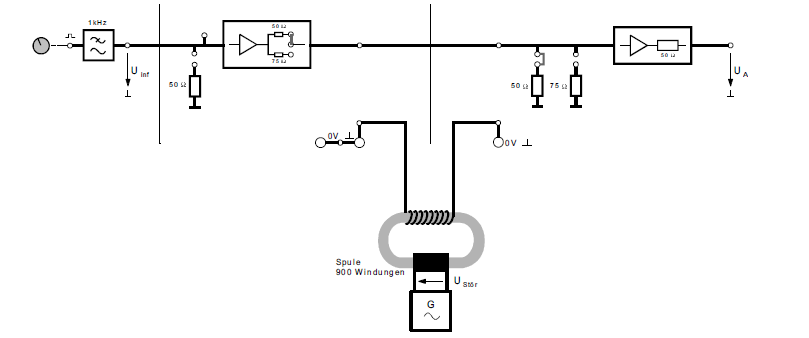 1kHz
U Inf
50 Ω
50 Ω
75 Ω
50 Ω
75 Ω
50 Ω
U A
0V ⊥
0V ⊥
Spule
900 Windungen
U Stör
G